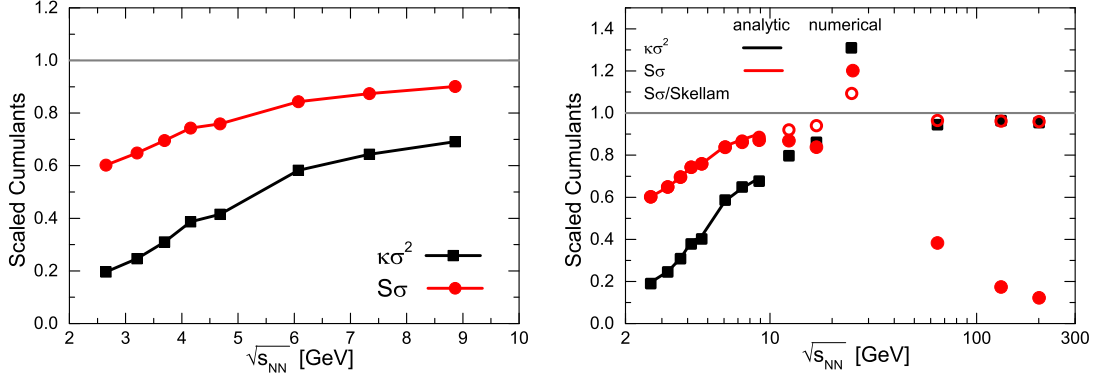 1.2
1.0
0.8
0.6
0.4
0.2
0.0
Scaled Cumulants
κσ²
Sσ
2 3 4 5 6 7 8 9 10
√s_NN [GeV]
analytic numerical
κσ²
Sσ
Sσ/Skellam
1.4
1.2
1.0
0.8
0.6
0.4
0.2
0.0
Scaled Cumulants
2 10 100 300
√s_NN [GeV]